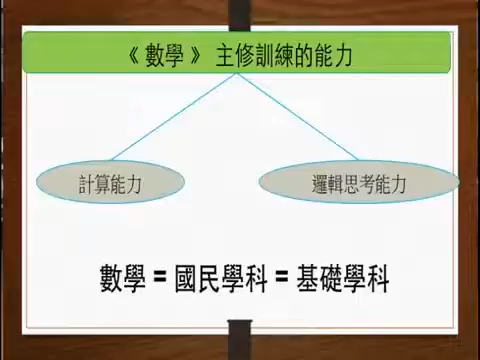 《 數學 》 主修訓練的能力
計算能力
邏輯思考能力
數學 = 國民學科 = 基礎學科